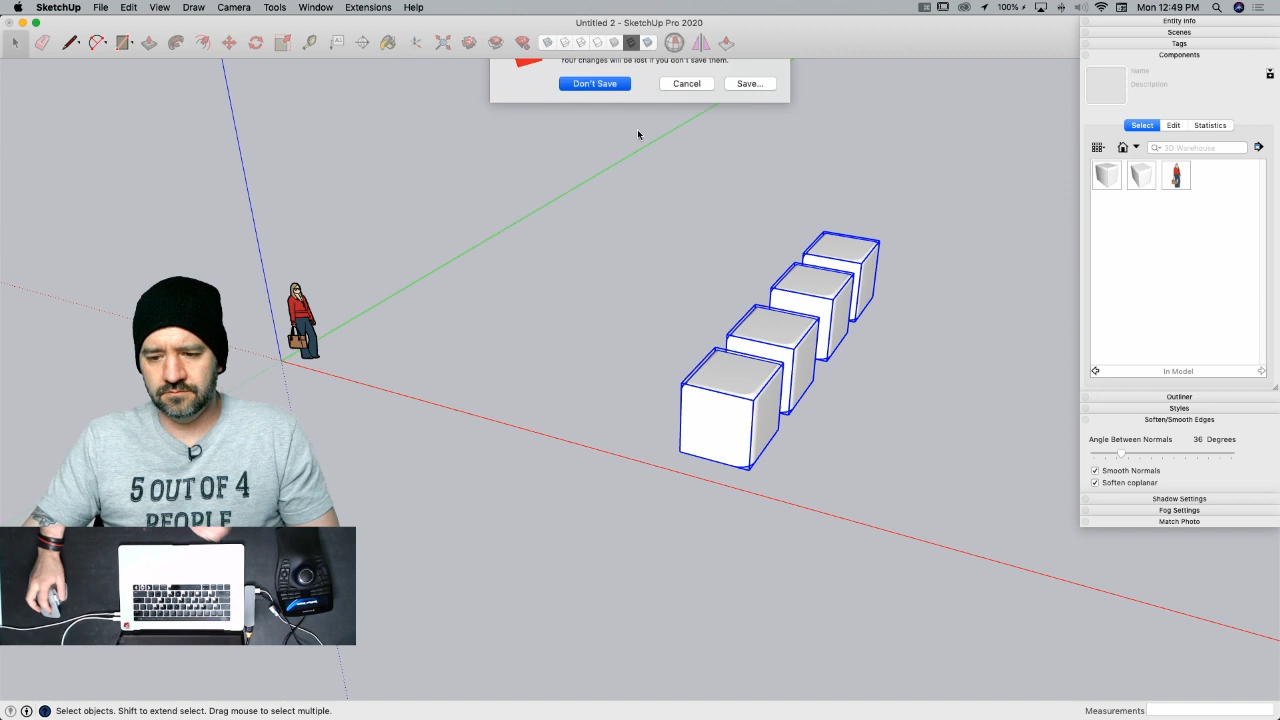 SketchUp File Edit View Draw Camera Tools Window Extensions Help
100% Mon 12:49 PM
Untitled 2 - SketchUp Pro 2020
Your changes will be lost if you don't save them.
Don't Save Cancel Save...
Entity Info
Scenes
Tags
Components
Name
Description
Select Edit Statistics
3D Warehouse
In Model
Outliner
Styles
Soften/Smooth Edges
Angle Between Normals 36 Degrees
Smooth Normals
Soften coplanar
Shadow Settings
Fog Settings
Match Photo
5 OUT OF 4
PEOPLE
Select objects. Shift to extend select. Drag mouse to select multiple.
Measurements